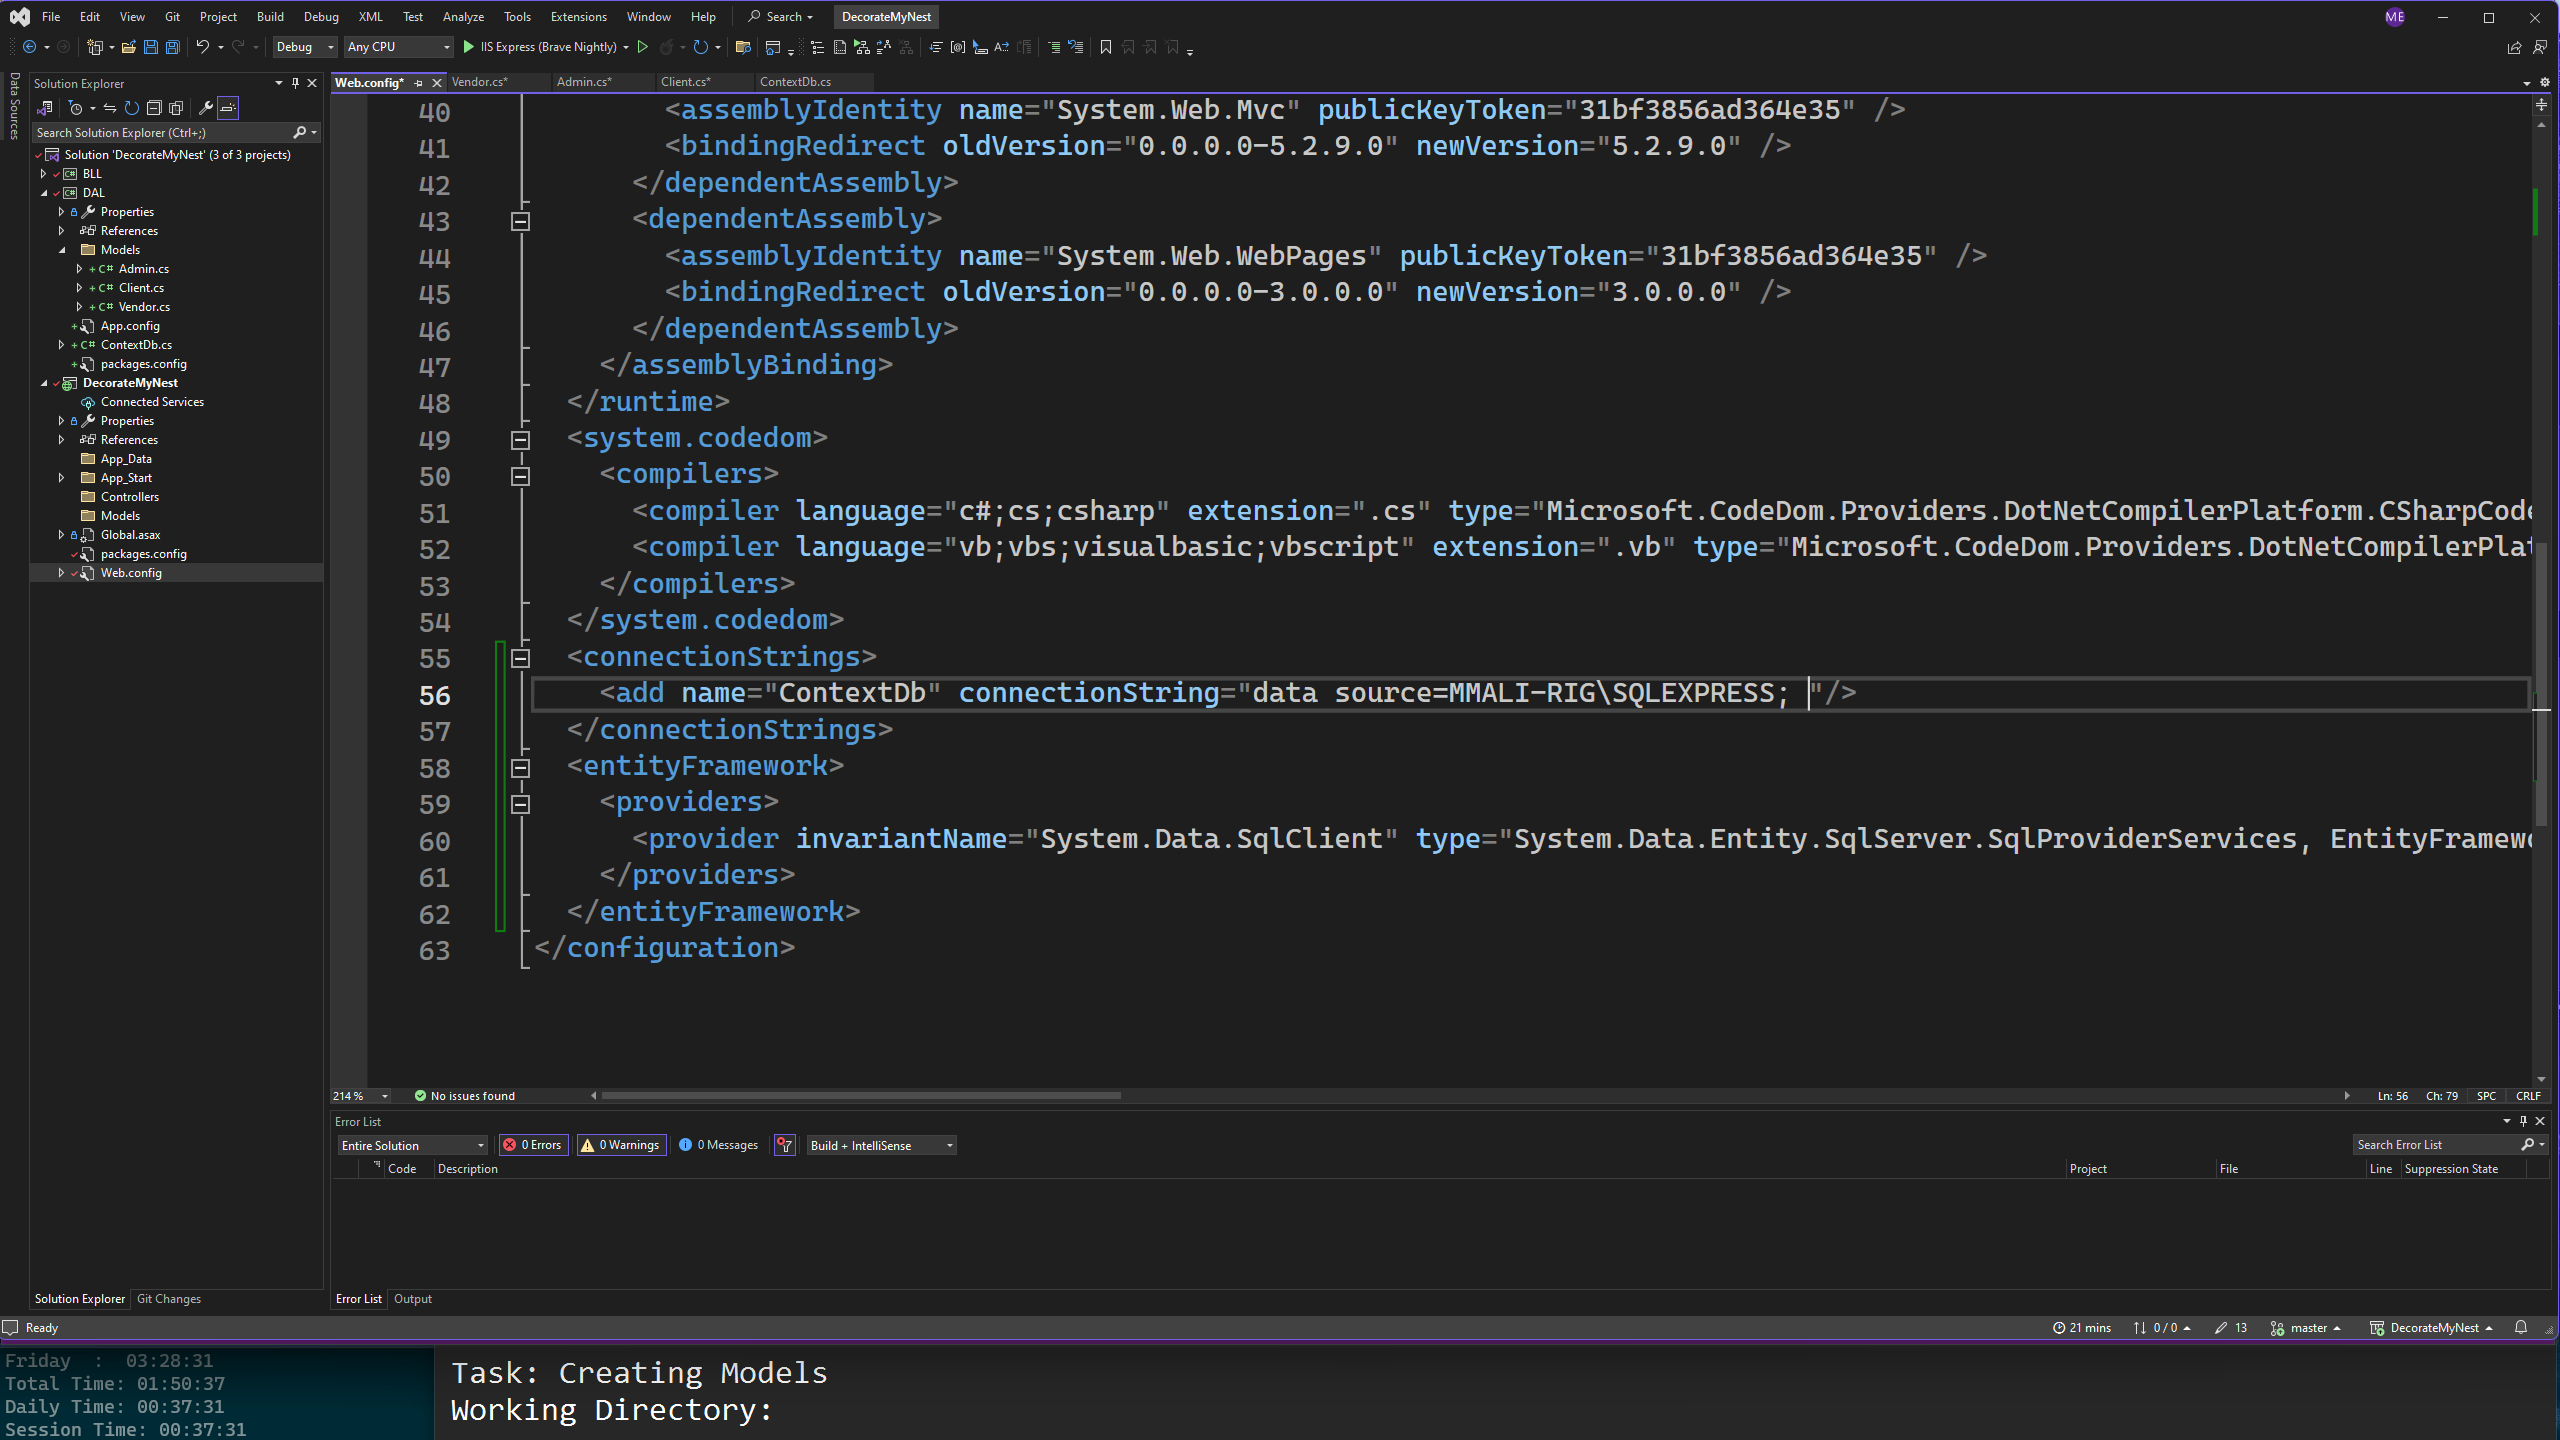 File Edit View Git Project Build Debug XML Test Analyze Tools Extensions Window Help Search DecorateMyNest ME
Debug Any CPU IIS Express (Brave Nightly)
Data Sources
Solution Explorer
Search Solution Explorer (Ctrl+;)
Solution 'DecorateMyNest' (3 of 3 projects)
BLL
DAL
Properties
References
Models
C# Admin.cs
C# Client.cs
C# Vendor.cs
App.config
C# ContextDb.cs
packages.config
DecorateMyNest
Connected Services
Properties
References
App_Data
App_Start
Controllers
Models
Global.asax
packages.config
Web.config
Solution Explorer Git Changes
Web.config* Vendor.cs* Admin.cs* Client.cs* ContextDb.cs
40 <assemblyIdentity name="System.Web.Mvc" publicKeyToken="31bf3856ad364e35" />
41 <bindingRedirect oldVersion="0.0.0.0-5.2.9.0" newVersion="5.2.9.0" />
42 </dependentAssembly>
43 <dependentAssembly>
44 <assemblyIdentity name="System.Web.WebPages" publicKeyToken="31bf3856ad364e35" />
45 <bindingRedirect oldVersion="0.0.0.0-3.0.0.0" newVersion="3.0.0.0" />
46 </dependentAssembly>
47 </assemblyBinding>
48 </runtime>
49 <system.codedom>
50 <compilers>
51 <compiler language="c#;cs;csharp" extension=".cs" type="Microsoft.CodeDom.Providers.DotNetCompilerPlatform.CSharpCode
52 <compiler language="vb;vbs;visualbasic;vbscript" extension=".vb" type="Microsoft.CodeDom.Providers.DotNetCompilerPlat
53 </compilers>
54 </system.codedom>
55 <connectionStrings>
56 <add name="ContextDb" connectionString="data source=MMALI-RIG\SQLEXPRESS; "/>
57 </connectionStrings>
58 <entityFramework>
59 <providers>
60 <provider invariantName="System.Data.SqlClient" type="System.Data.Entity.SqlServer.SqlProviderServices, EntityFramewo
61 </providers>
62 </entityFramework>
63 </configuration>
214 % No issues found Ln: 56 Ch: 79 SPC CRLF
Error List
Entire Solution 0 Errors 0 Warnings 0 Messages Build + IntelliSense Search Error List
Code Description Project File Line Suppression State
Error List Output
Ready 21 mins 0 / 0 13 master DecorateMyNest
Friday : 03:28:31
Total Time: 01:50:37
Daily Time: 00:37:31
Session Time: 00:37:31
Task: Creating Models
Working Directory: